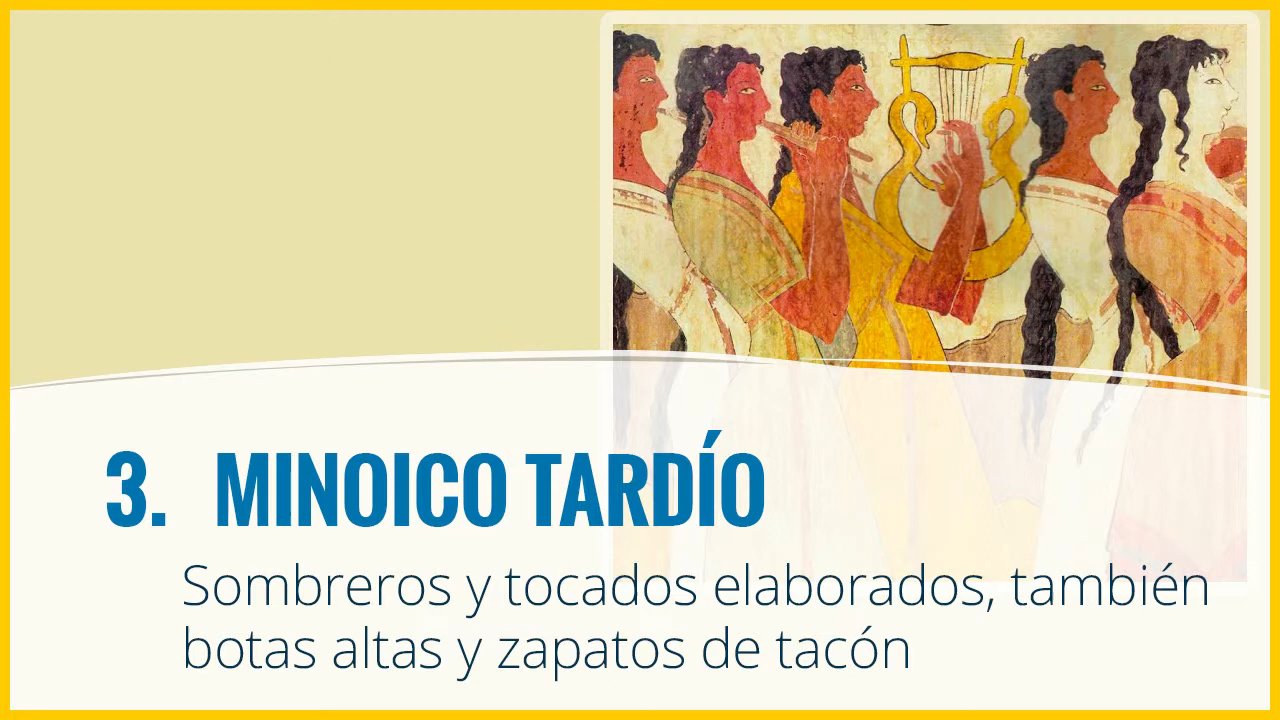 3. MINOICO TARDÍO
Sombreros y tocados elaborados, también
botas altas y zapatos de tacón